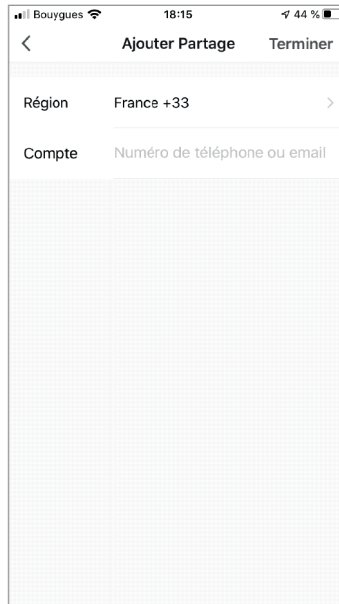 Bouygues 18:15 44 %
Ajouter Partage Terminer
Région France +33
Compte Numéro de téléphone ou email